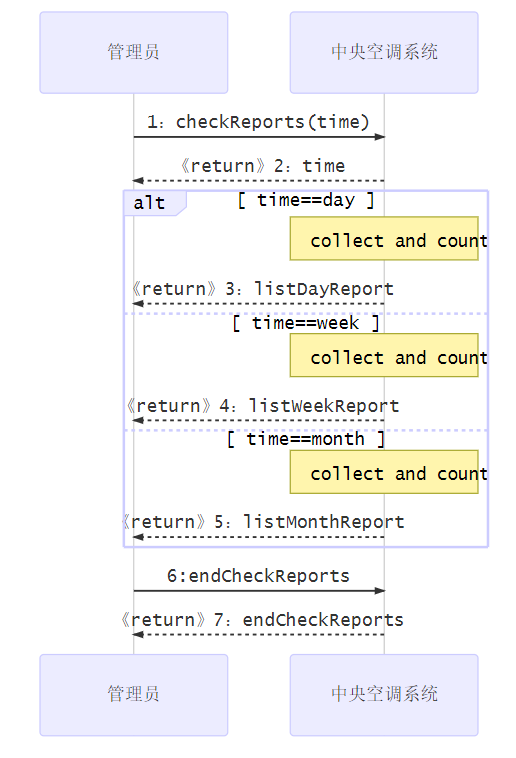 管理员
中央空调系统
1：checkReports(time)
《return》2：time
alt
[ time==day ]
collect and count
《return》3：listDayReport
[ time==week ]
collect and count
《return》4：listWeekReport
[ time==month ]
collect and count
《return》5：listMonthReport
6:endCheckReports
《return》7：endCheckReports
管理员
中央空调系统